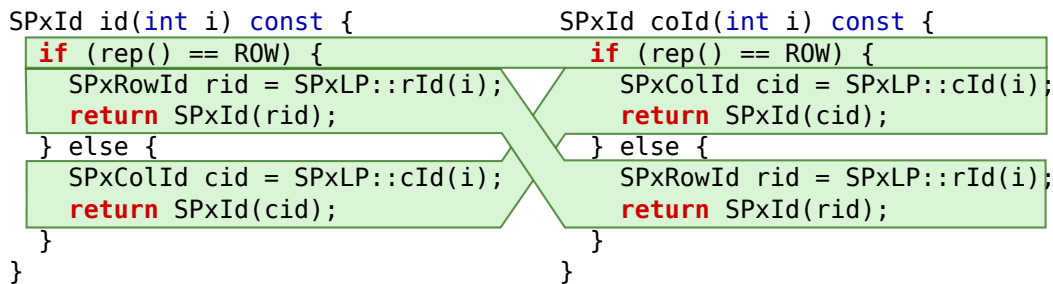 SPxId id(int i) const {
  if (rep() == ROW) {
    SPxRowId rid = SPxLP::rId(i);
    return SPxId(rid);
  } else {
    SPxColId cid = SPxLP::cId(i);
    return SPxId(cid);
  }
}
SPxId coId(int i) const {
  if (rep() == ROW) {
    SPxColId cid = SPxLP::cId(i);
    return SPxId(cid);
  } else {
    SPxRowId rid = SPxLP::rId(i);
    return SPxId(rid);
  }
}